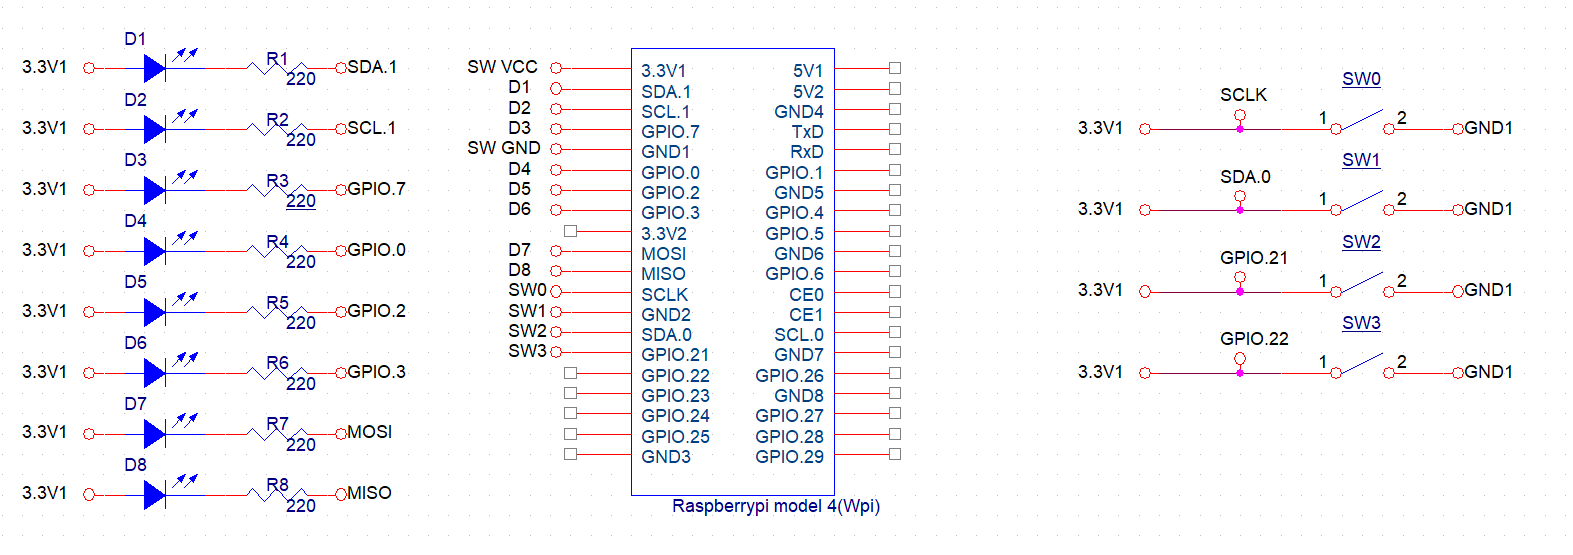 D1
3.3V1
R1
220
SDA.1
D2
3.3V1
R2
220
SCL.1
D3
3.3V1
R3
220
GPIO.7
D4
3.3V1
R4
220
GPIO.0
D5
3.3V1
R5
220
GPIO.2
D6
3.3V1
R6
220
GPIO.3
D7
3.3V1
R7
220
MOSI
D8
3.3V1
R8
220
MISO
SW VCC
D1
D2
D3
SW GND
D4
D5
D6
D7
D8
SW0
SW1
SW2
SW3
3.3V1 5V1
SDA.1 5V2
SCL.1 GND4
GPIO.7 TxD
GND1 RxD
GPIO.0 GPIO.1
GPIO.2 GND5
GPIO.3 GPIO.4
3.3V2 GPIO.5
MOSI GND6
MISO GPIO.6
SCLK CE0
GND2 CE1
SDA.0 SCL.0
GPIO.21 GND7
GPIO.22 GPIO.26
GPIO.23 GND8
GPIO.24 GPIO.27
GPIO.25 GPIO.28
GND3 GPIO.29
Raspberrypi model 4(Wpi)
SW0
SCLK
3.3V1 1 2 GND1
SW1
SDA.0
3.3V1 1 2 GND1
SW2
GPIO.21
3.3V1 1 2 GND1
SW3
GPIO.22
3.3V1 1 2 GND1